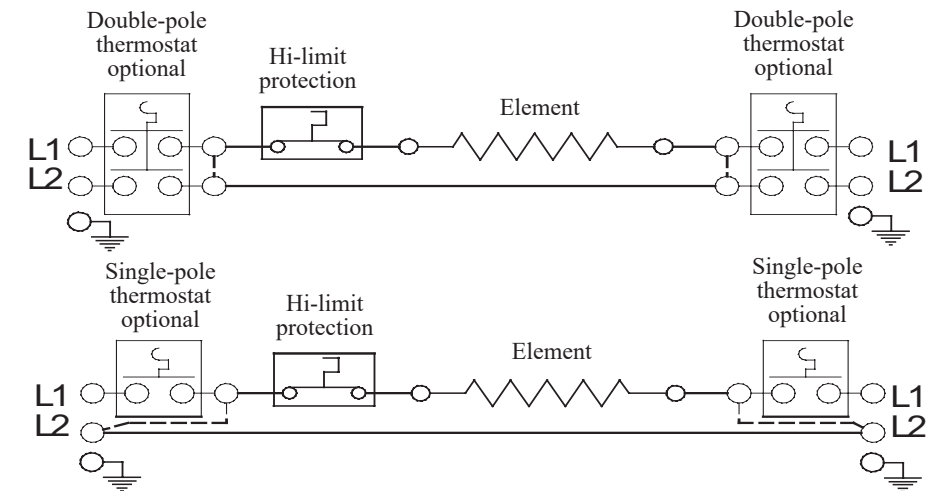 Double-pole
thermostat
optional
Hi-limit
protection
Element
Double-pole
thermostat
optional
L1
L2
L1
L2
Single-pole
thermostat
optional
Hi-limit
protection
Element
Single-pole
thermostat
optional
L1
L2
L1
L2